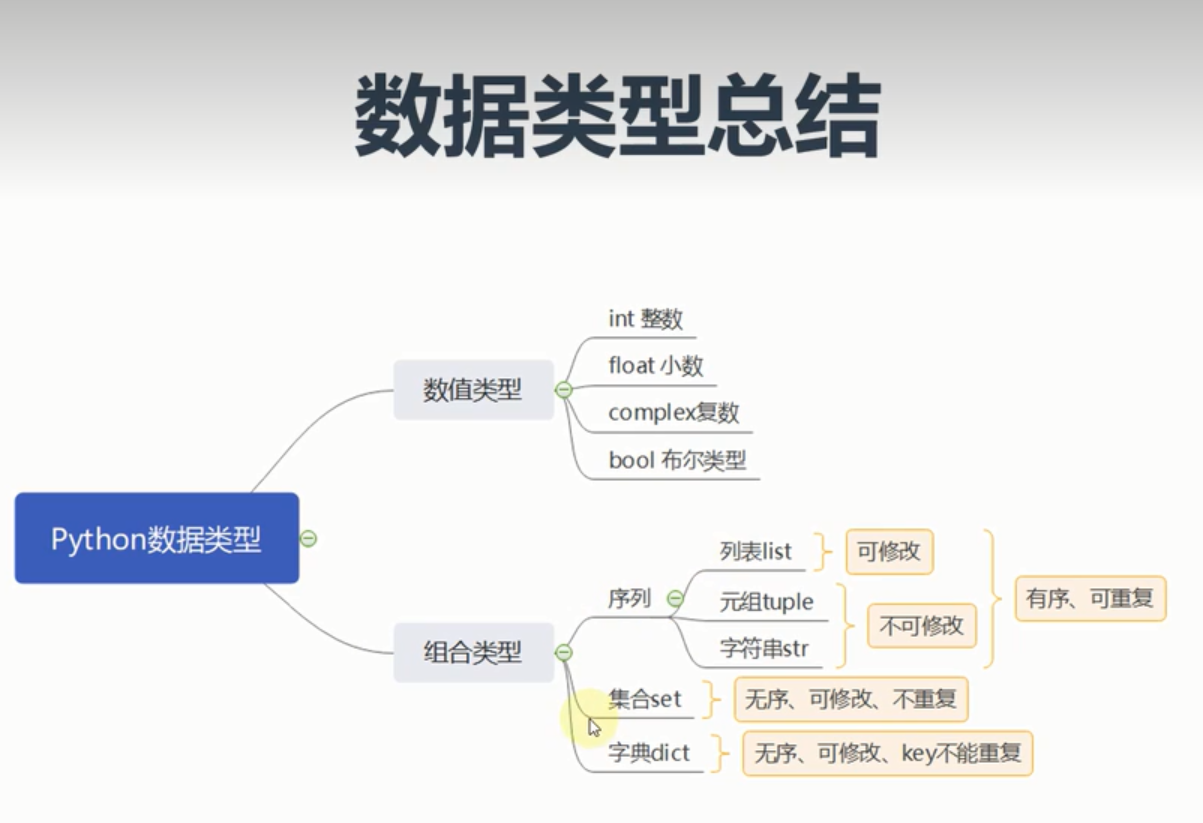 数据类型总结
int 整数
float 小数
数值类型
complex复数
bool 布尔类型
Python数据类型
列表list
可修改
序列
元组tuple
有序、可重复
不可修改
字符串str
组合类型
集合set
无序、可修改、不重复
字典dict
无序、可修改、key不能重复